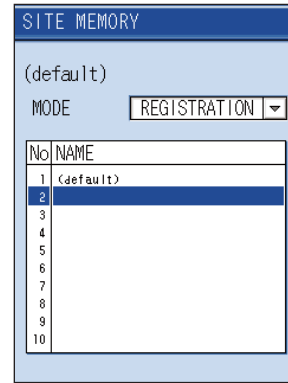 SITE MEMORY
(default)
MODE REGISTRATION
No NAME
1 (default)
2
3
4
5
6
7
8
9
10